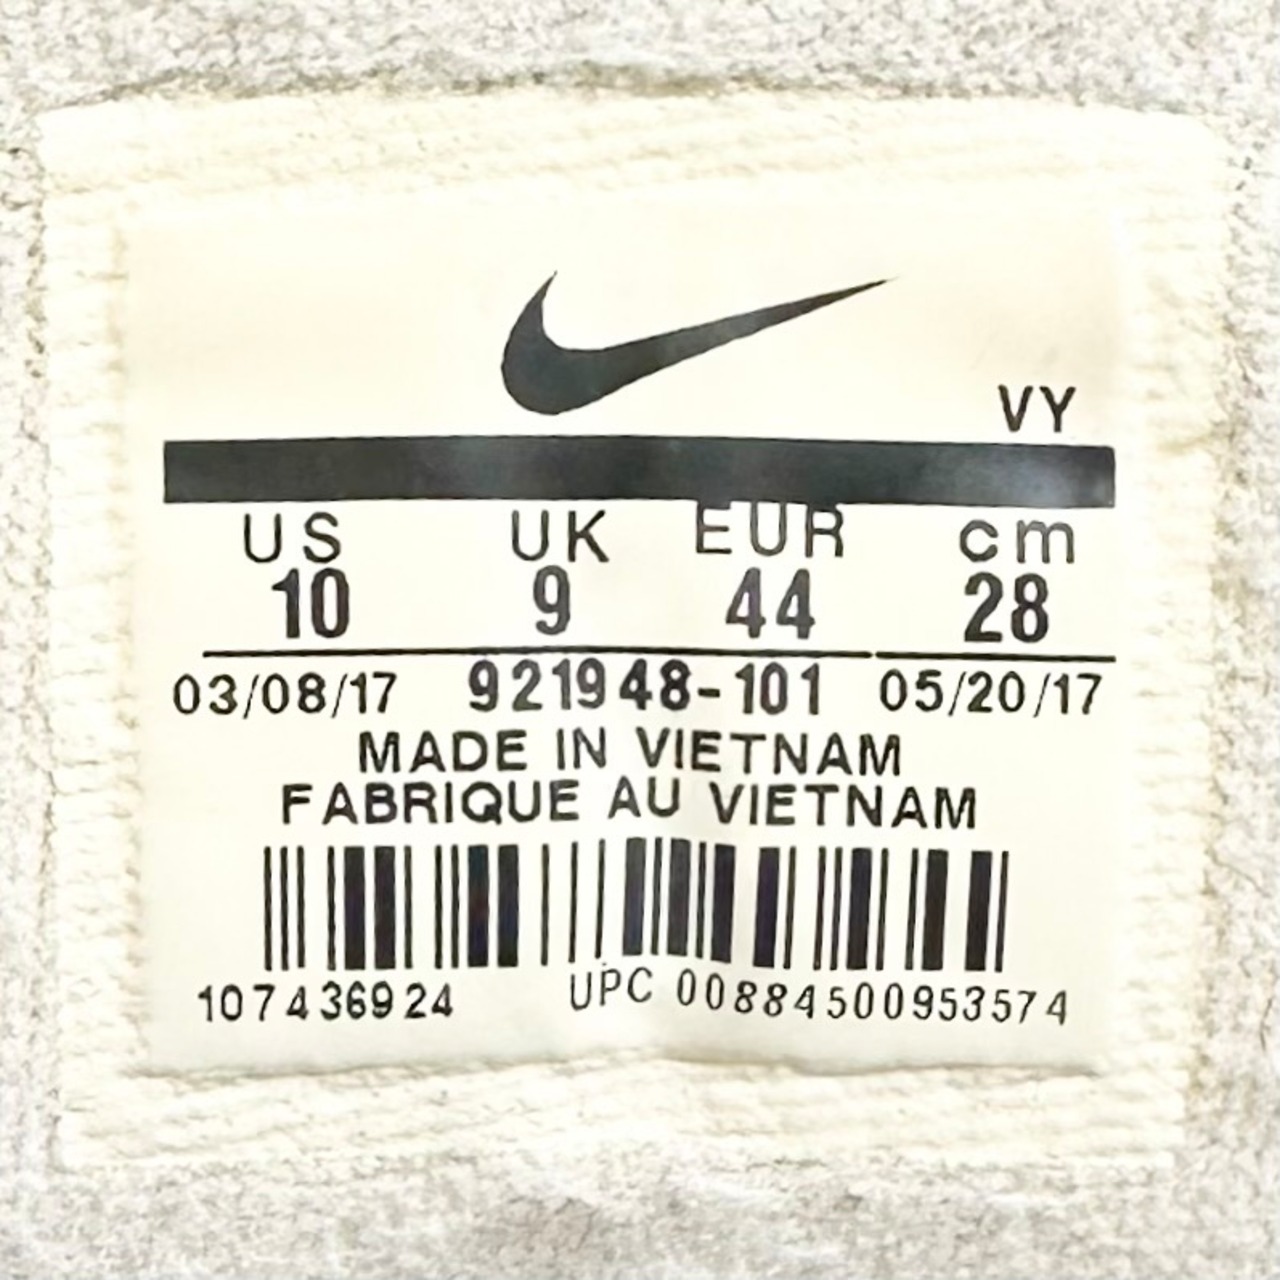 VY
US UK EUR cm
10 9 44 28
03/08/17 921948-101 05/20/17
MADE IN VIETNAM
FABRIQUE AU VIETNAM
107436924 UPC 00884500953574